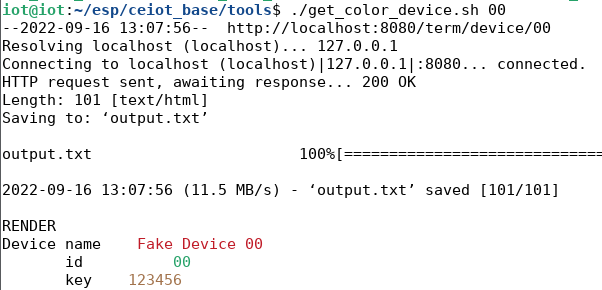 iot@iot:~/esp/ceiot_base/tools$ ./get_color_device.sh 00
--2022-09-16 13:07:56-- http://localhost:8080/term/device/00
Resolving localhost (localhost)... 127.0.0.1
Connecting to localhost (localhost)|127.0.0.1|:8080... connected.
HTTP request sent, awaiting response... 200 OK
Length: 101 [text/html]
Saving to: ‘output.txt’
output.txt 100%[=============================
2022-09-16 13:07:56 (11.5 MB/s) - ‘output.txt’ saved [101/101]
RENDER
Device name Fake Device 00
id 00
key 123456